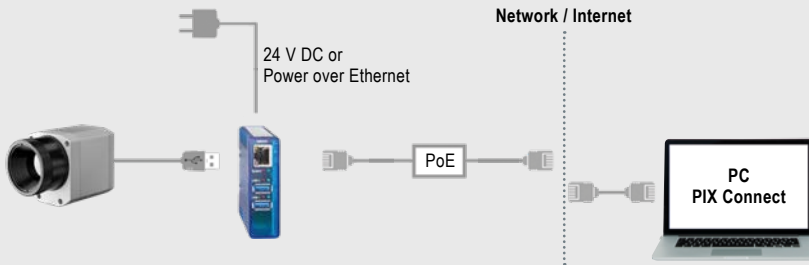 Network / Internet
24 V DC or
Power over Ethernet
PoE
PC
PIX Connect